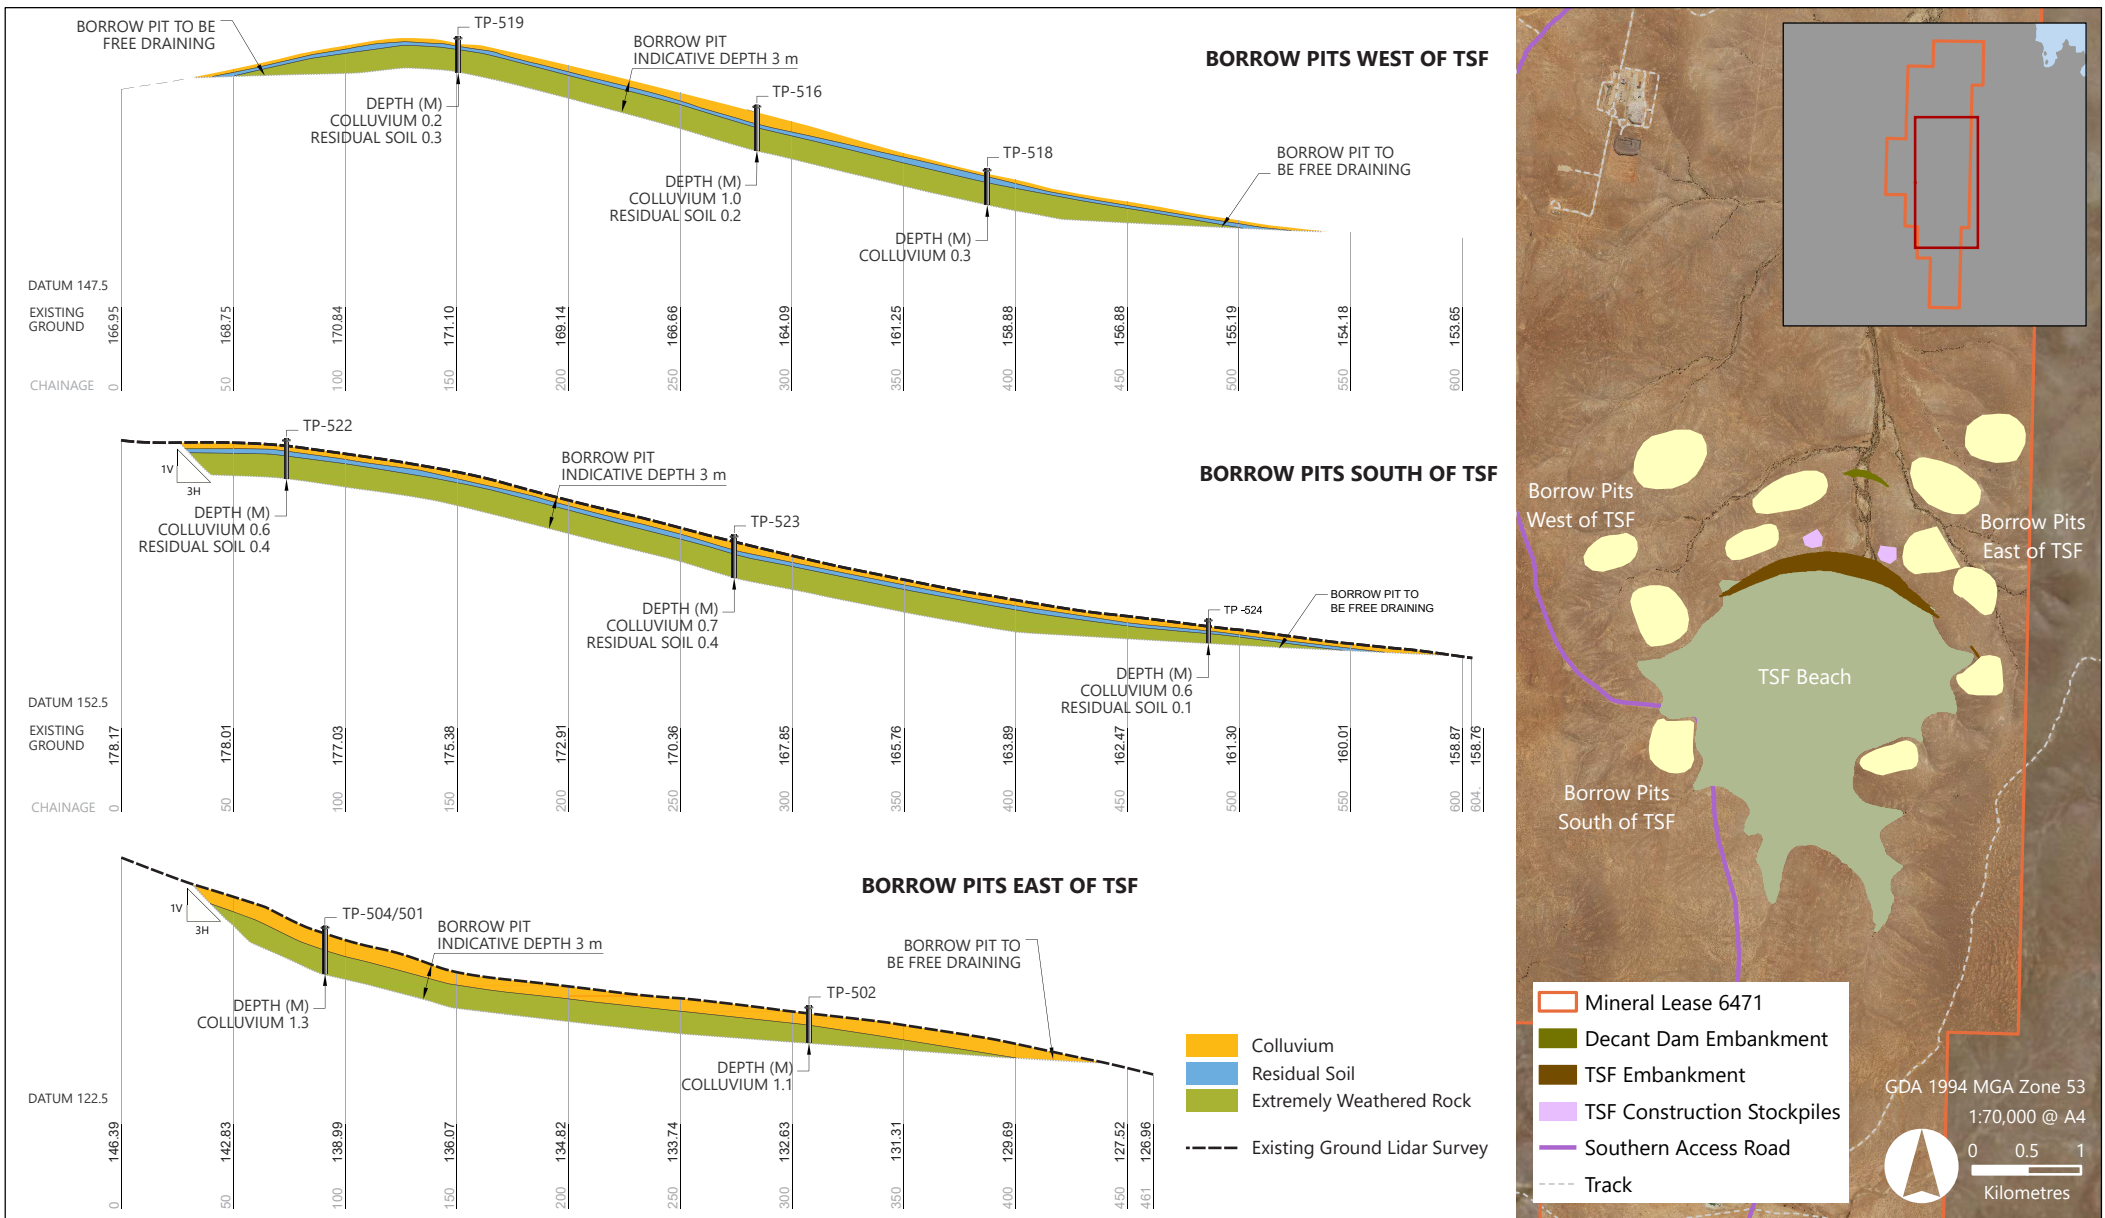 BORROW PITS WEST OF TSF
BORROW PIT TO BE
FREE DRAINING
TP-519
BORROW PIT
INDICATIVE DEPTH 3 m
TP-516
TP-518
BORROW PIT TO
BE FREE DRAINING
DEPTH (M)
COLLUVIUM 0.2
RESIDUAL SOIL 0.3
DEPTH (M)
COLLUVIUM 1.0
RESIDUAL SOIL 0.2
DEPTH (M)
COLLUVIUM 0.3
DATUM 147.5
EXISTING
GROUND
166.95 168.75 170.84 171.10 169.14 166.66 164.09 161.25 158.88 156.88 155.19 154.18 153.65
CHAINAGE 0 50 100 150 200 250 300 350 400 450 500 550 600
BORROW PITS SOUTH OF TSF
TP-522
1V
3H
BORROW PIT
INDICATIVE DEPTH 3 m
TP-523
TP -524
BORROW PIT TO
BE FREE DRAINING
DEPTH (M)
COLLUVIUM 0.6
RESIDUAL SOIL 0.4
DEPTH (M)
COLLUVIUM 0.7
RESIDUAL SOIL 0.4
DEPTH (M)
COLLUVIUM 0.6
RESIDUAL SOIL 0.1
DATUM 152.5
EXISTING
GROUND
178.17 178.01 177.03 175.38 172.91 170.36 167.85 165.76 163.89 162.47 161.30 160.01 158.87 158.76
CHAINAGE 0 50 100 150 200 250 300 350 400 450 500 550 600 604.
BORROW PITS EAST OF TSF
1V
3H
TP-504/501
BORROW PIT
INDICATIVE DEPTH 3 m
TP-502
BORROW PIT TO
BE FREE DRAINING
DEPTH (M)
COLLUVIUM 1.3
DEPTH (M)
COLLUVIUM 1.1
DATUM 122.5
146.39 142.83 138.99 136.07 134.82 133.74 132.63 131.31 129.69 127.52 126.96
0 50 100 150 200 250 300 350 400 450 461
Colluvium
Residual Soil
Extremely Weathered Rock
Existing Ground Lidar Survey
Borrow Pits
West of TSF
Borrow Pits
East of TSF
TSF Beach
Borrow Pits
South of TSF
Mineral Lease 6471
Decant Dam Embankment
TSF Embankment
TSF Construction Stockpiles
Southern Access Road
Track
GDA 1994 MGA Zone 53
1:70,000 @ A4
0 0.5 1
Kilometres